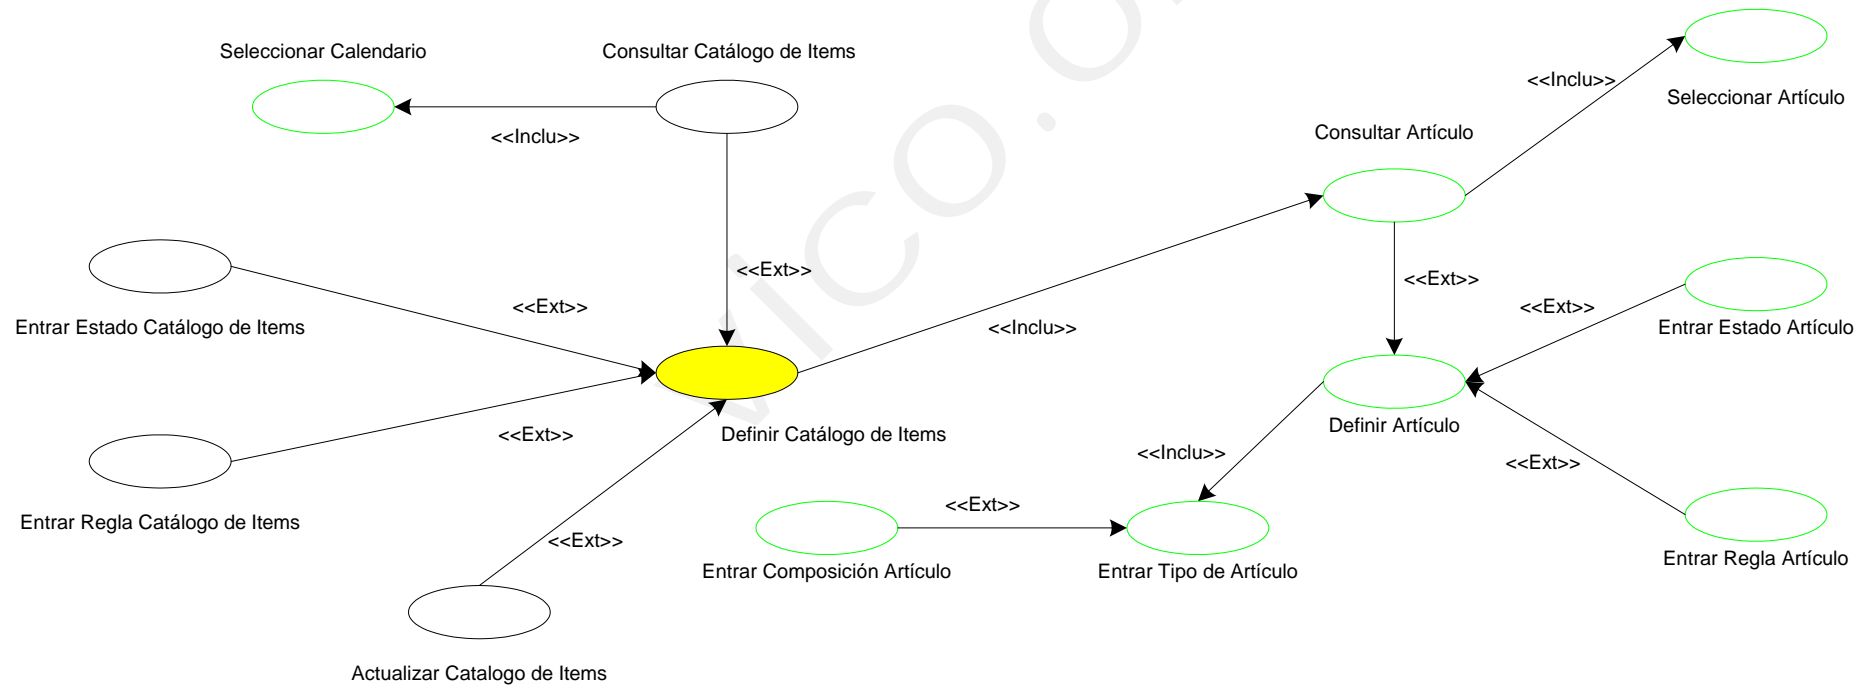 Seleccionar Calendario
Consultar Catálogo de Items
<<Inclu>>
<<Inclu>>
Seleccionar Artículo
Consultar Artículo
<<Ext>>
<<Ext>>
<<Ext>>
<<Ext>>
Entrar Estado Catálogo de Items
<<Inclu>>
Entrar Estado Artículo
<<Ext>>
Definir Catálogo de Items
Definir Artículo
<<Inclu>>
<<Ext>>
Entrar Regla Catálogo de Items
<<Ext>>
<<Ext>>
Entrar Composición Artículo
Entrar Tipo de Artículo
Entrar Regla Artículo
Actualizar Catalogo de Items
vico.o